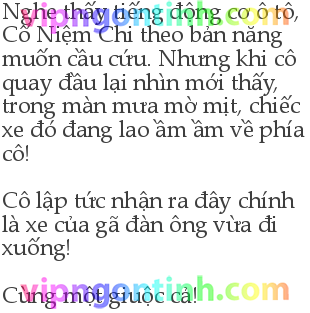 Nghe thấy tiếng động cơ ô tô,
Cố Niệm Chi theo bản năng
muốn cầu cứu. Nhưng khi cô
quay đầu lại nhìn mới thấy,
trong màn mưa mờ mịt, chiếc
xe đó đang lao ầm ầm về phía
cô!
Cô lập tức nhận ra đây chính
là xe của gã đàn ông vừa đi
xuống!
Cùng một giuộc cả!
vipngontinh.com
vipngontinh.com